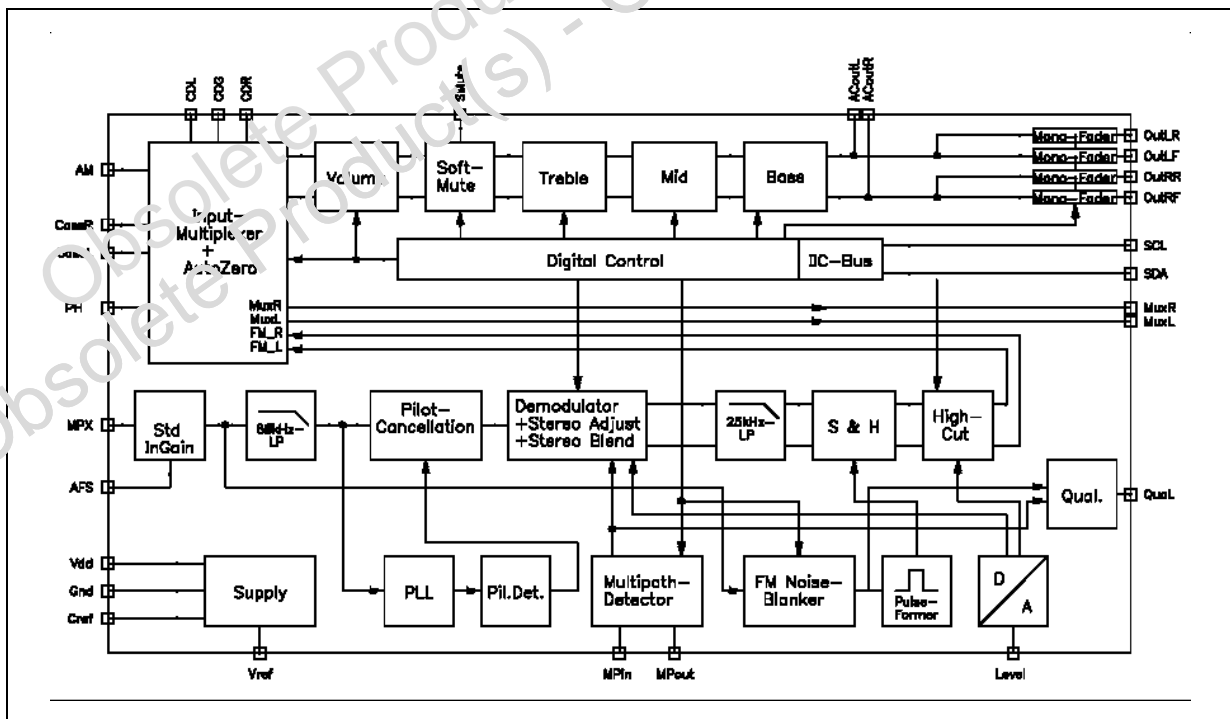 Obsolete Product(s)
Obsolete Product(s)
CDL
CDG
CDR
SMute
ACoutL
ACoutR
AM
CassR
PH
MPX
AFS
Vdd
Gnd
Cref
Input-
Multiplexer
+
AutoZero
MuxR
MuxL
FM_R
FM_L
Volume
Soft-
Mute
Treble
Mid
Bass
Mono-Fader
Mono-Fader
Mono-Fader
Mono-Fader
OutLR
OutLF
OutRR
OutRF
Digital Control
IIC-Bus
SCL
SDA
MuxR
MuxL
Std
InGain
80kHz-
LP
Pilot-
Cancellation
Demodulator
+Stereo Adjust
+Stereo Blend
25kHz-
LP
S & H
High-
Cut
Qual.
Qual
Supply
PLL
Pil.Det.
Multipath-
Detector
FM Noise-
Blanker
Pulse-
Former
D
A
Vref
MPin
MPout
Level